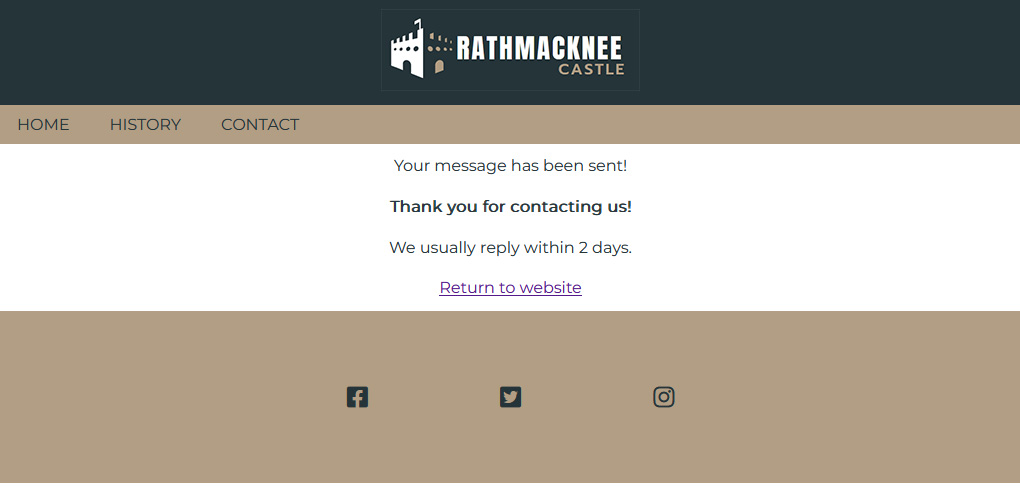 RATHMACKNEE
CASTLE
HOME HISTORY CONTACT
Your message has been sent!
Thank you for contacting us!
We usually reply within 2 days.
Return to website